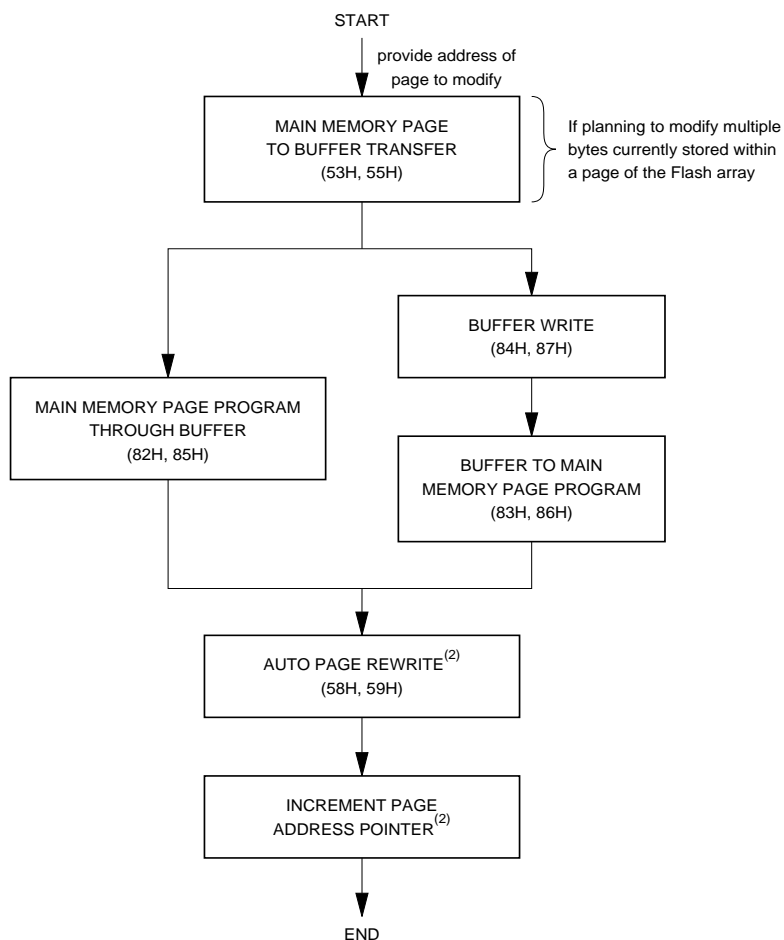 START
provide address of
page to modify
MAIN MEMORY PAGE
TO BUFFER TRANSFER
(53H, 55H)
If planning to modify multiple
bytes currently stored within
a page of the Flash array
BUFFER WRITE
(84H, 87H)
MAIN MEMORY PAGE PROGRAM
THROUGH BUFFER
(82H, 85H)
BUFFER TO MAIN
MEMORY PAGE PROGRAM
(83H, 86H)
AUTO PAGE REWRITE(2)
(58H, 59H)
INCREMENT PAGE
ADDRESS POINTER(2)
END